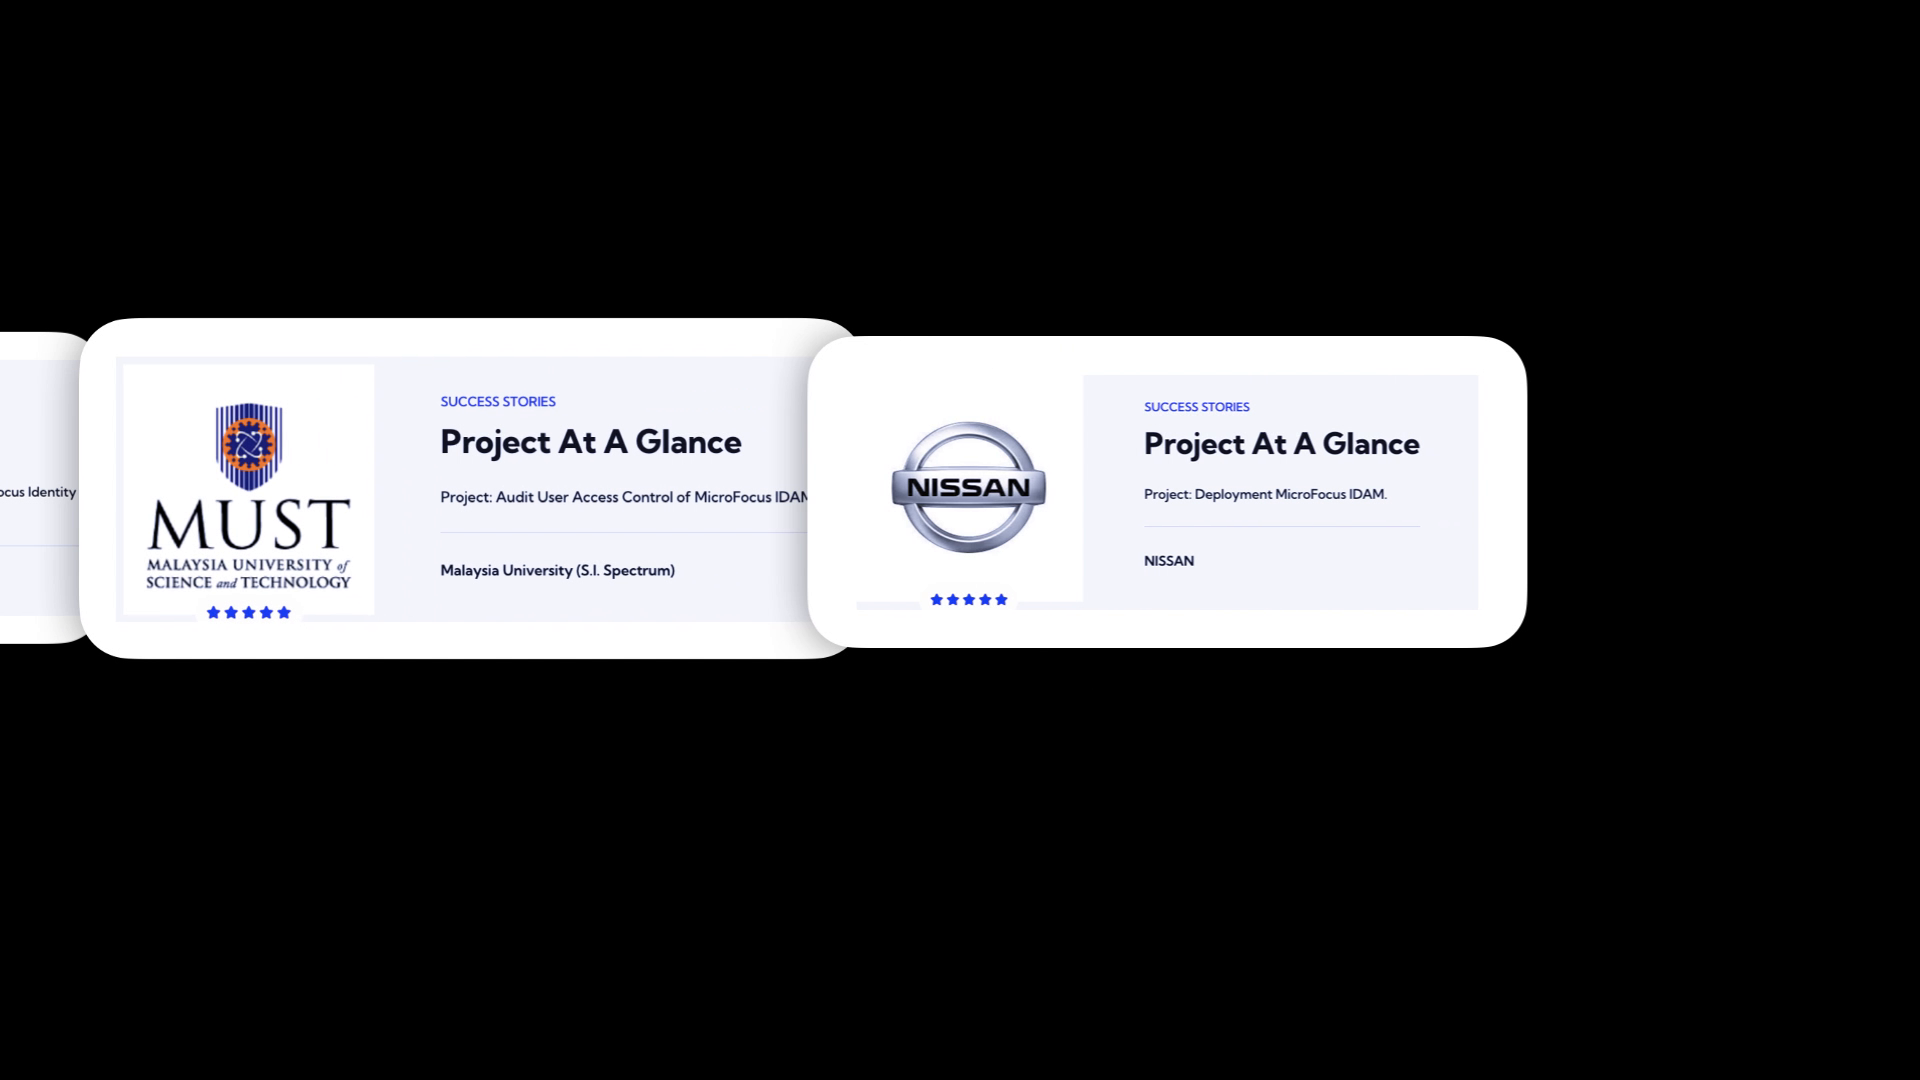 ocus Identity
MUST
MALAYSIA UNIVERSITY of
SCIENCE and TECHNOLOGY
SUCCESS STORIES
Project At A Glance
Project: Audit User Access Control of MicroFocus IDAM
Malaysia University (S.I. Spectrum)
NISSAN
SUCCESS STORIES
Project At A Glance
Project: Deployment MicroFocus IDAM.
NISSAN